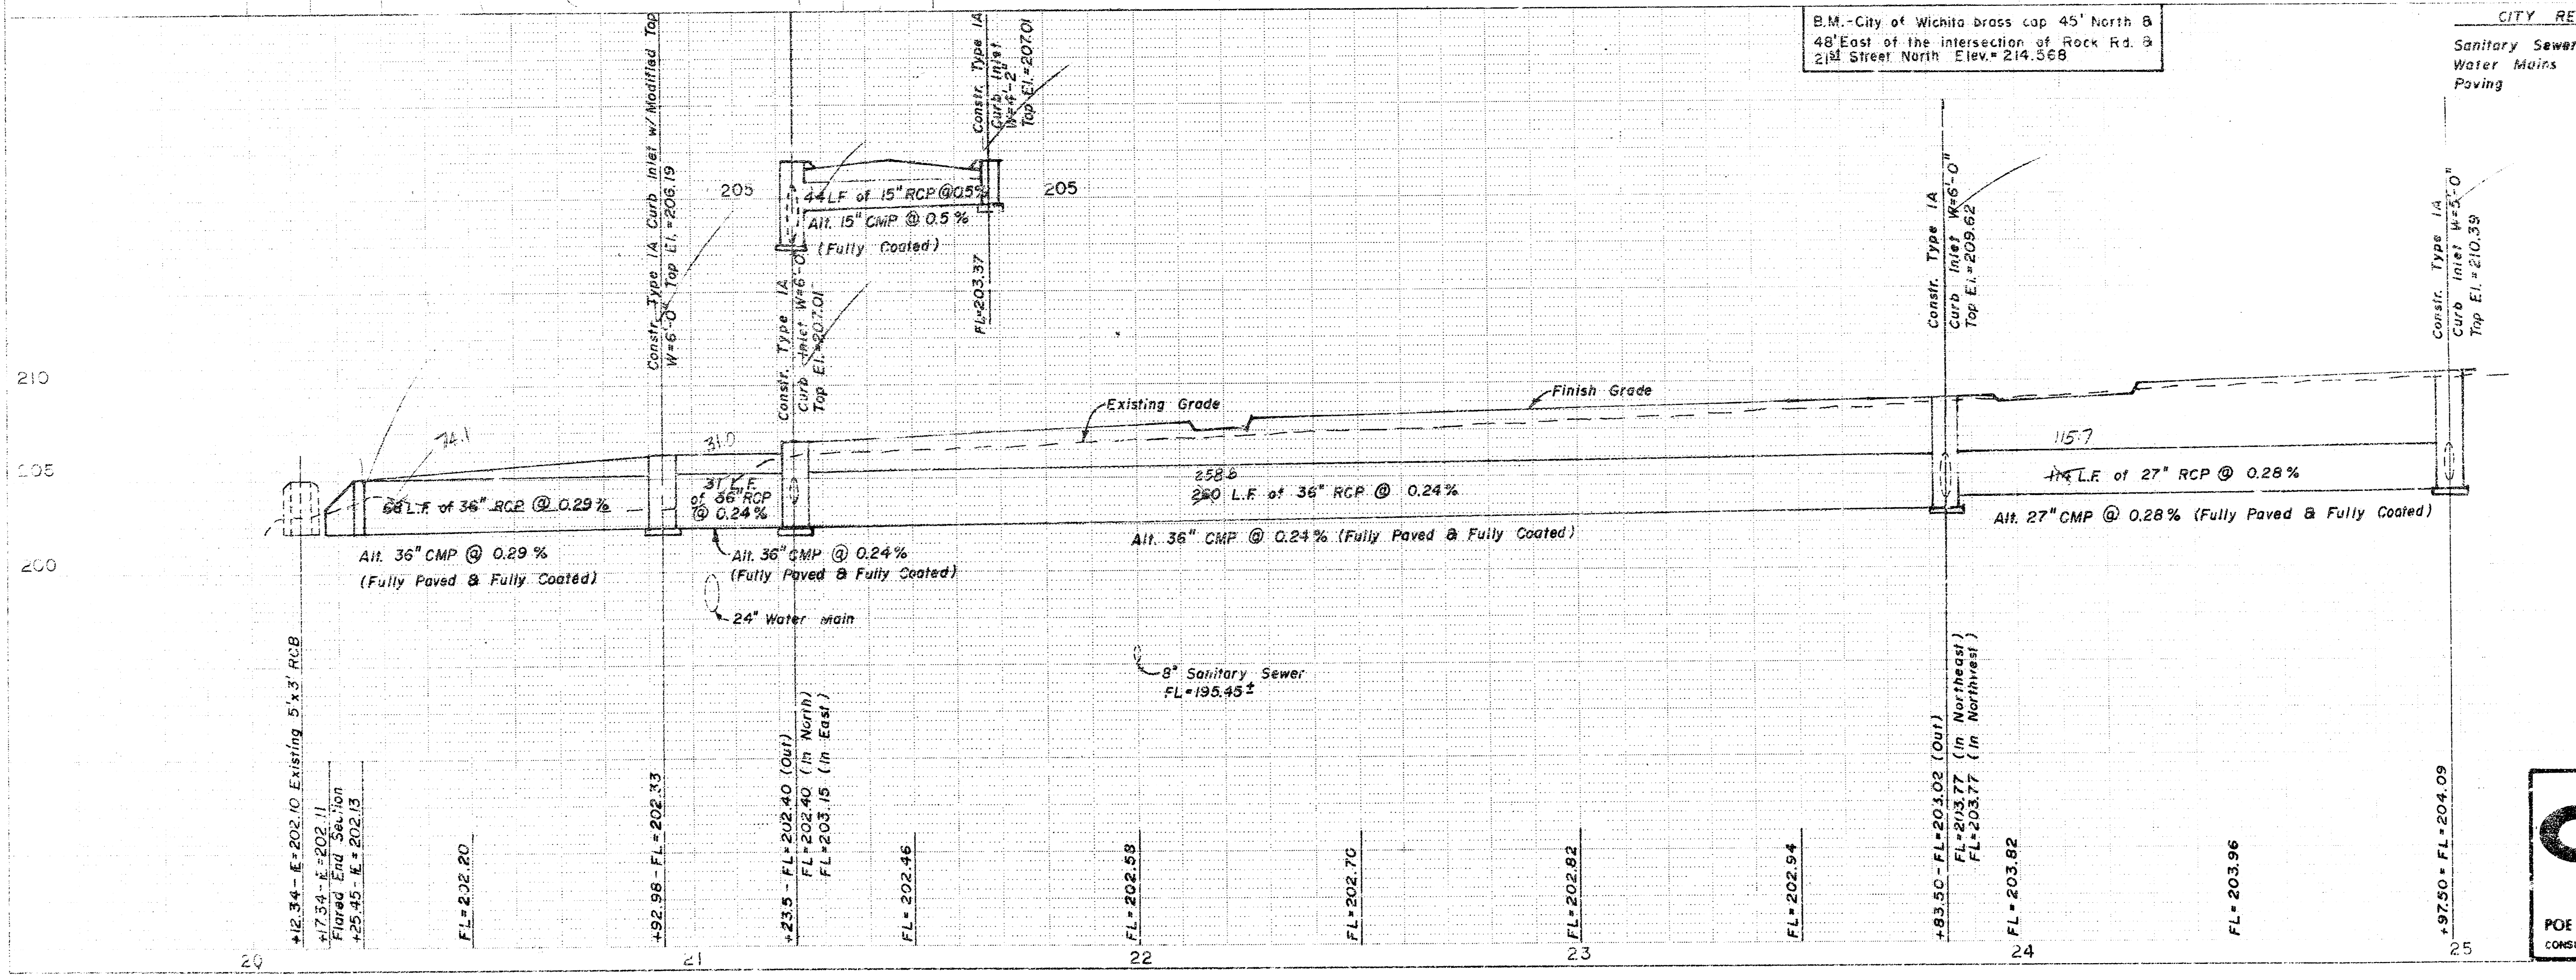 B.M.-City of Wichita brass cap 45' North &
48' East of the intersection of Rock Rd. &
21st Street North Elev.= 214.568
CITY RE
Sanitary Sewer
Water Mains
Paving
Constr. Type IA Curb Inlet w/Modified Top
W=6'-0" Top El.=206.19
Constr. Type IA
Curb Inlet
W=4'-2"
Top El.=207.01
205
44 L.F. of 15" RCP @ 0.5%
205
Alt. 15" CMP @ 0.5%
(Fully Coated)
FL=203.37
Constr. Type IA
Curb Inlet W=6'-0"
Top El.=207.01
Constr. Type IA
Curb Inlet W=6'-0"
Top El.=209.62
Constr. Type IA
Curb Inlet W=5'-0"
Top El.=210.39
210
Existing Grade
Finish Grade
74.1
31.0
205
68 L.F. of 36" RCP @ 0.29%
31 L.F.
of 36" RCP
@ 0.24%
258.6
260 L.F. of 36" RCP @ 0.24%
115.7
114 L.F. of 27" RCP @ 0.28%
Alt. 36" CMP @ 0.29%
(Fully Paved & Fully Coated)
Alt. 36" CMP @ 0.24%
(Fully Paved & Fully Coated)
Alt. 36" CMP @ 0.24% (Fully Paved & Fully Coated)
Alt. 27" CMP @ 0.28% (Fully Paved & Fully Coated)
200
24" Water Main
8" Sanitary Sewer
FL=195.45±
+12.34-E=202.10 Existing 5'x3' RCB
+17.34-E=202.11
Flared End Section
+25.45-E=202.13
FL=202.20
+92.98-FL=202.33
+23.5-FL=202.40 (Out)
FL=202.40 (In North)
FL=203.15 (In East)
FL=202.46
FL=202.58
FL=202.70
FL=202.82
FL=202.94
+83.50-FL=203.02 (Out)
FL=203.77 (In Northeast)
FL=203.77 (In Northwest)
FL=203.82
FL=203.96
+97.50=FL=204.09
20
21
22
23
24
25
POE
CONSU